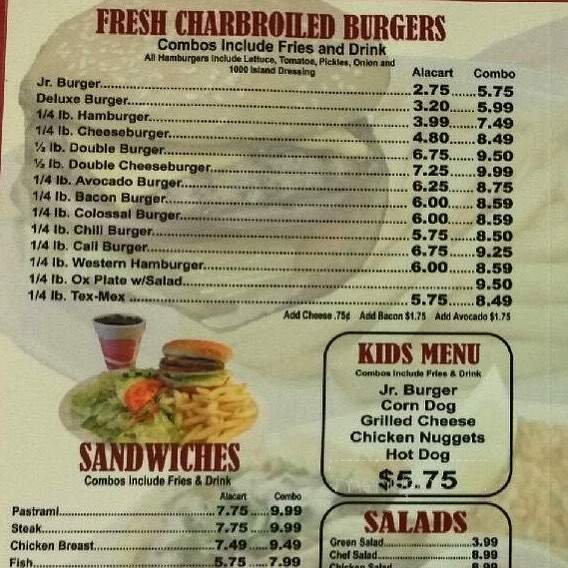 FRESH CHARBROILED BURGERS
Combos Include Fries and Drink
All Hamburgers Include Lettuce, Tomatoe, Pickles, Onion and
1000 Island Dressing
Alacart Combo
Jr. Burger 2.75 5.75
Deluxe Burger 3.20 5.99
1/4 lb. Hamburger 3.99 7.49
1/4 lb. Cheeseburger 4.80 8.49
½ lb. Double Burger 6.75 9.50
½ lb. Double Cheeseburger 7.25 9.99
1/4 lb. Avocado Burger 6.25 8.75
1/4 lb. Bacon Burger 6.00 8.59
1/4 lb. Colossal Burger 6.00 8.59
1/4 lb. Chili Burger 5.75 8.50
1/4 lb. Cali Burger 6.75 9.25
1/4 lb. Western Hamburger 6.00 8.59
1/4 lb. Ox Plate w/Salad 9.50
1/4 lb. Tex-Mex 5.75 8.49
Add Cheese .75¢ Add Bacon $1.75 Add Avocado $1.75
KIDS MENU
Combos Include Fries & Drink
Jr. Burger
Corn Dog
Grilled Cheese
Chicken Nuggets
Hot Dog
$5.75
SANDWICHES
Combos Include Fries & Drink
Alacart Combo
Pastrami 7.75 9.99
Steak 7.75 9.99
Chicken Breast 7.49 9.49
Fish 5.75 7.99
SALADS
Green Salad 3.99
Chef Salad 8.99
Chicken Salad 8.99